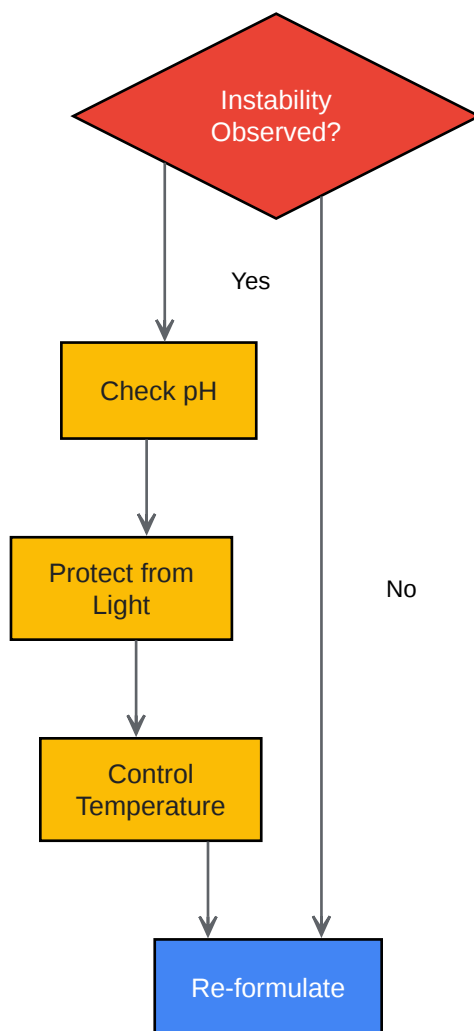 Instability
Observed?
Yes
Check pH
Protect from
Light
No
Control
Temperature
Re-formulate